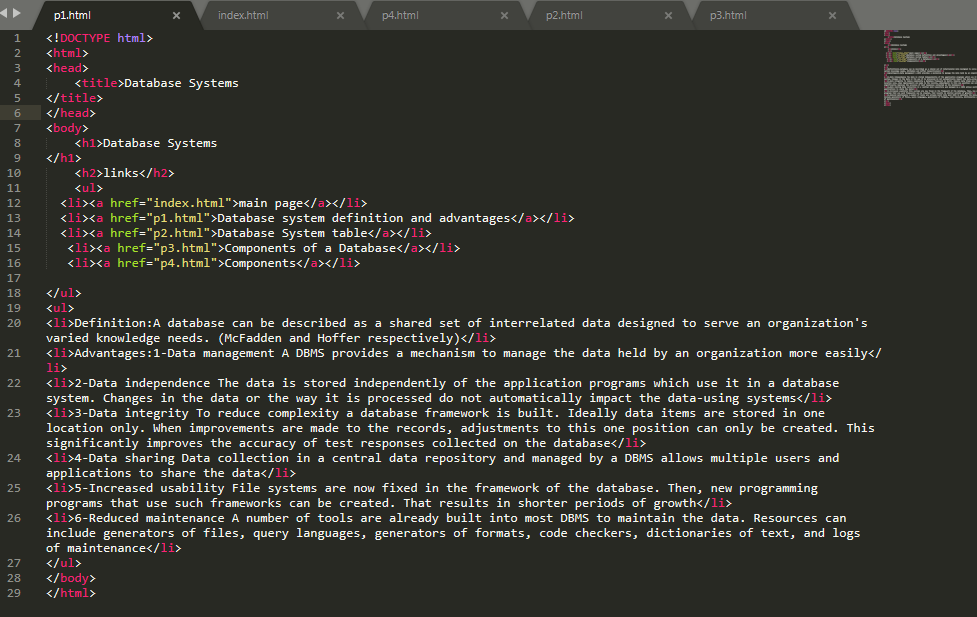 p1.html × index.html × p4.html × p2.html × p3.html ×
1 <!DOCTYPE html>
2 <html>
3 <head>
4     <title>Database Systems
5 </title>
6 </head>
7 <body>
8     <h1>Database Systems
9 </h1>
10     <h2>links</h2>
11     <ul>
12   <li><a href="index.html">main page</a></li>
13   <li><a href="p1.html">Database system definition and advantages</a></li>
14   <li><a href="p2.html">Database System table</a></li>
15    <li><a href="p3.html">Components of a Database</a></li>
16    <li><a href="p4.html">Components</a></li>
17
18 </ul>
19 <ul>
20 <li>Definition:A database can be described as a shared set of interrelated data designed to serve an organization's
varied knowledge needs. (McFadden and Hoffer respectively)</li>
21 <li>Advantages:1-Data management A DBMS provides a mechanism to manage the data held by an organization more easily</
li>
22 <li>2-Data independence The data is stored independently of the application programs which use it in a database
system. Changes in the data or the way it is processed do not automatically impact the data-using systems</li>
23 <li>3-Data integrity To reduce complexity a database framework is built. Ideally data items are stored in one
location only. When improvements are made to the records, adjustments to this one position can only be created. This
significantly improves the accuracy of test responses collected on the database</li>
24 <li>4-Data sharing Data collection in a central data repository and managed by a DBMS allows multiple users and
applications to share the data</li>
25 <li>5-Increased usability File systems are now fixed in the framework of the database. Then, new programming
programs that use such frameworks can be created. That results in shorter periods of growth</li>
26 <li>6-Reduced maintenance A number of tools are already built into most DBMS to maintain the data. Resources can
include generators of files, query languages, generators of formats, code checkers, dictionaries of text, and logs
of maintenance</li>
27 </ul>
28 </body>
29 </html>